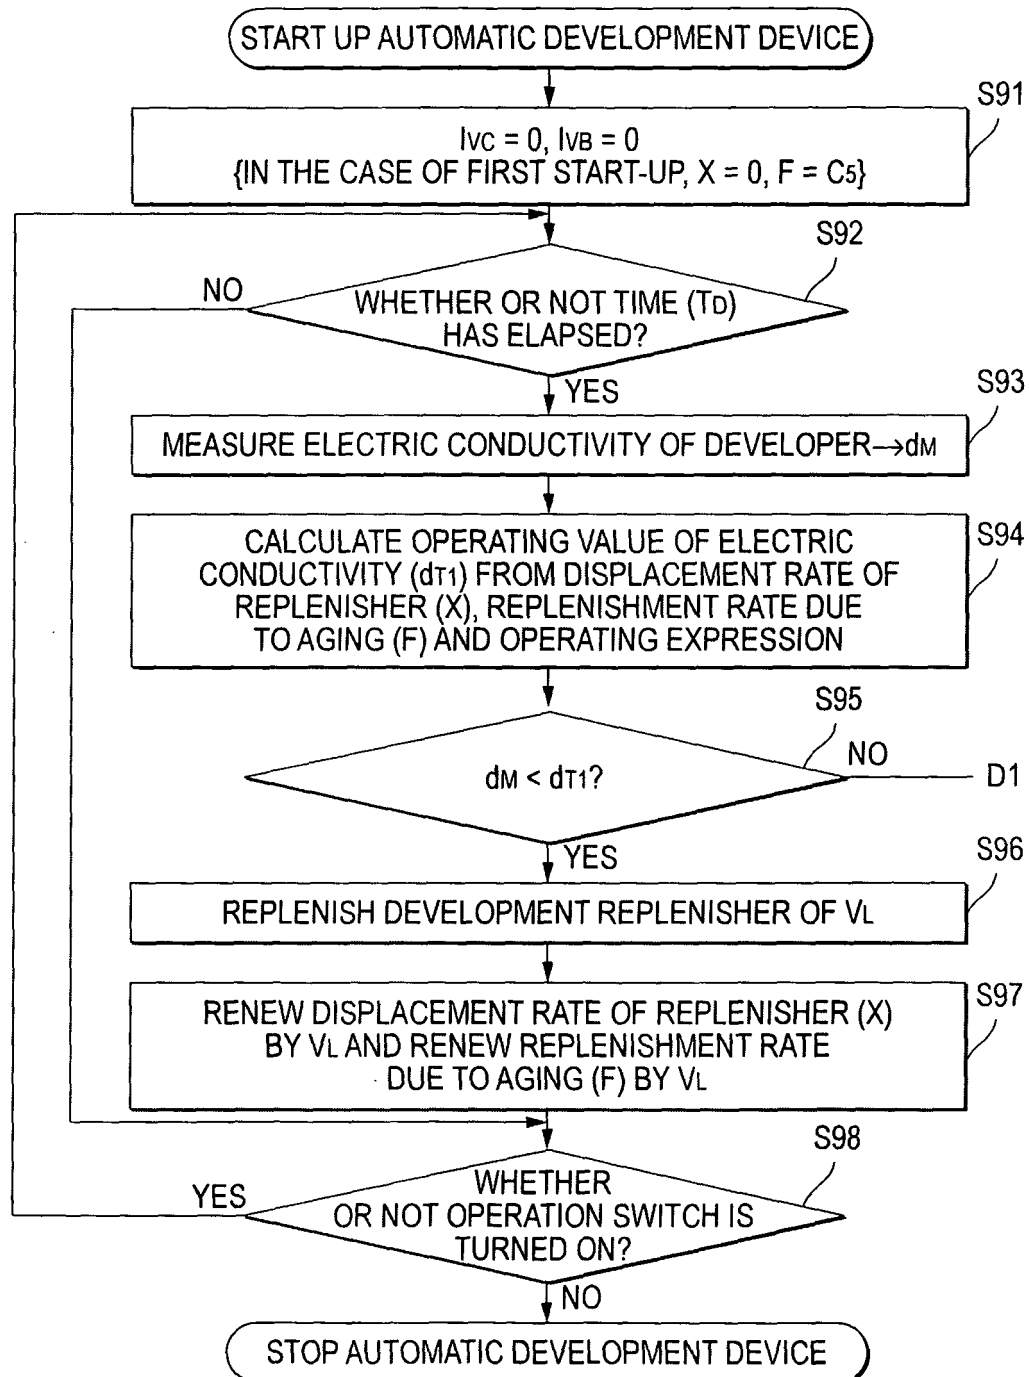 START UP AUTOMATIC DEVELOPMENT DEVICE
S91
IVC = 0, IVB = 0
{IN THE CASE OF FIRST START-UP, X = 0, F = C5}
S92
NO
WHETHER OR NOT TIME (TD)
HAS ELAPSED?
YES
S93
MEASURE ELECTRIC CONDUCTIVITY OF DEVELOPER→dM
S94
CALCULATE OPERATING VALUE OF ELECTRIC
CONDUCTIVITY (dT1) FROM DISPLACEMENT RATE OF
REPLENISHER (X), REPLENISHMENT RATE DUE
TO AGING (F) AND OPERATING EXPRESSION
S95
NO
dM < dT1?
D1
YES
S96
REPLENISH DEVELOPMENT REPLENISHER OF VL
S97
RENEW DISPLACEMENT RATE OF REPLENISHER (X)
BY VL AND RENEW REPLENISHMENT RATE
DUE TO AGING (F) BY VL
S98
YES
WHETHER
OR NOT OPERATION SWITCH IS
TURNED ON?
NO
STOP AUTOMATIC DEVELOPMENT DEVICE